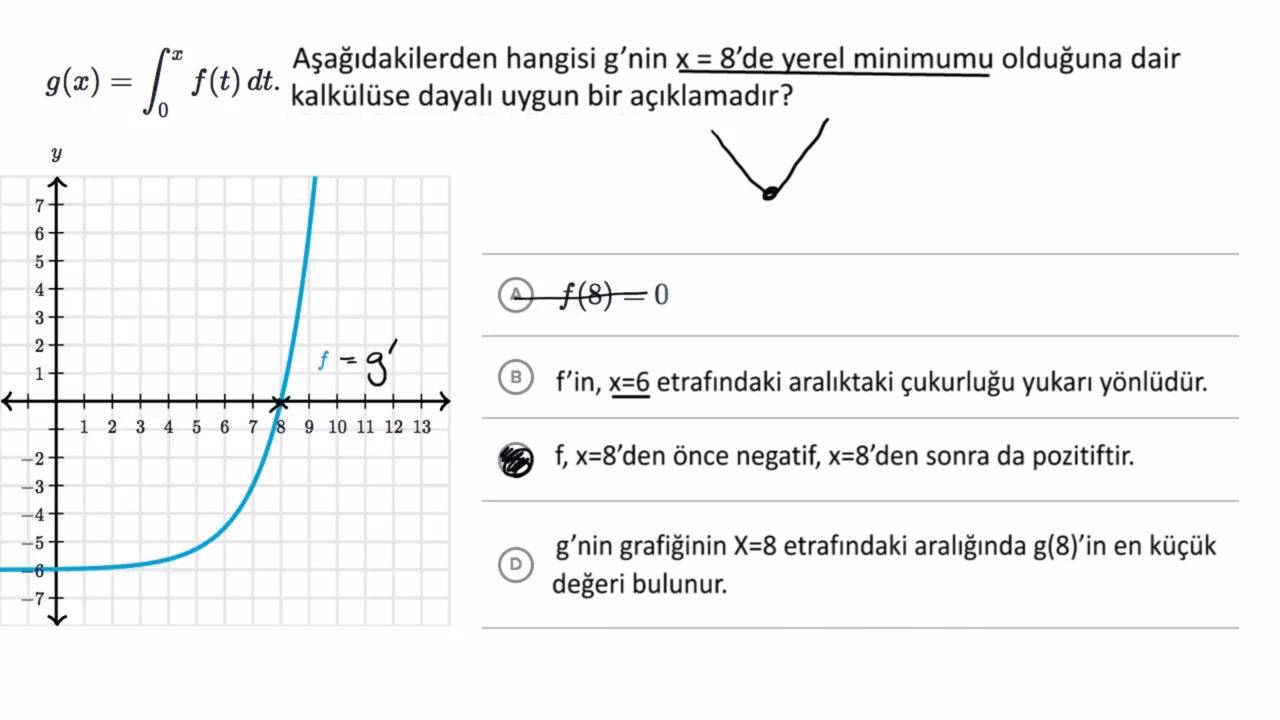 g(x) = ∫₀ˣ f(t) dt.
Aşağıdakilerden hangisi g’nin x = 8’de yerel minimumu olduğuna dair
kalkülüse dayalı uygun bir açıklamadır?
y
7
6
5
4
3
2
1
f = g′
1 2 3 4 5 6 7 8 9 10 11 12 13
−2
−3
−4
−5
−6
−7
A f(8) = 0
B f’in, x=6 etrafındaki aralıktaki çukurluğu yukarı yönlüdür.
f, x=8’den önce negatif, x=8’den sonra da pozitiftir.
D g’nin grafiğinin X=8 etrafındaki aralığında g(8)’in en küçük
değeri bulunur.